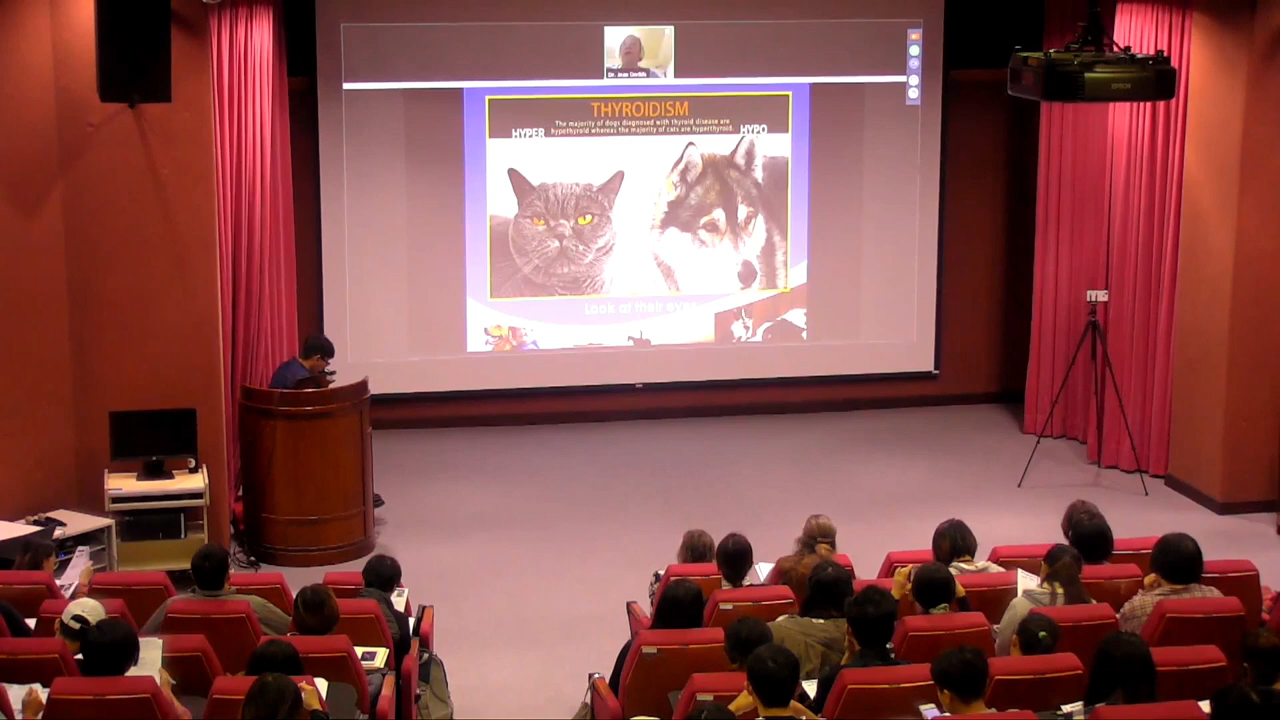 THYROIDISM
The majority of dogs diagnosed with thyroid disease are
hypothyroid whereas the majority of cats are hyperthyroid.
HYPER
HYPO
Look at their eyes
EPSON